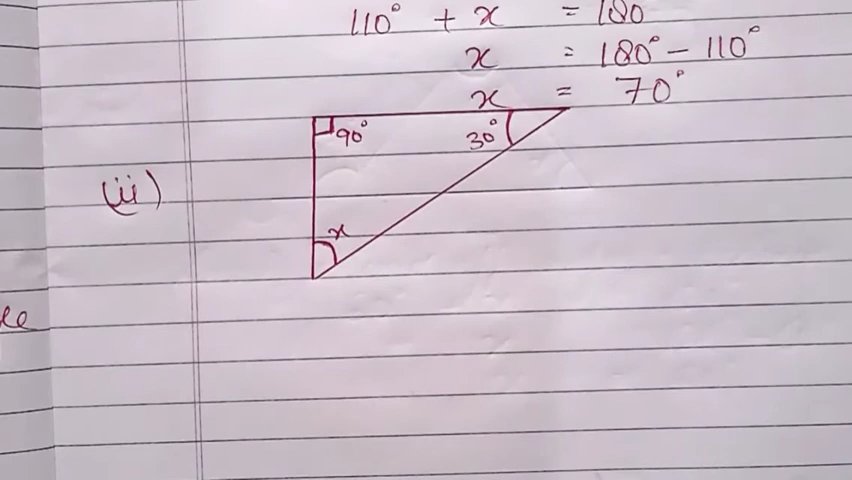 110° + x = 180
x = 180° - 110°
x = 70°
90° 30°
(ii)
x